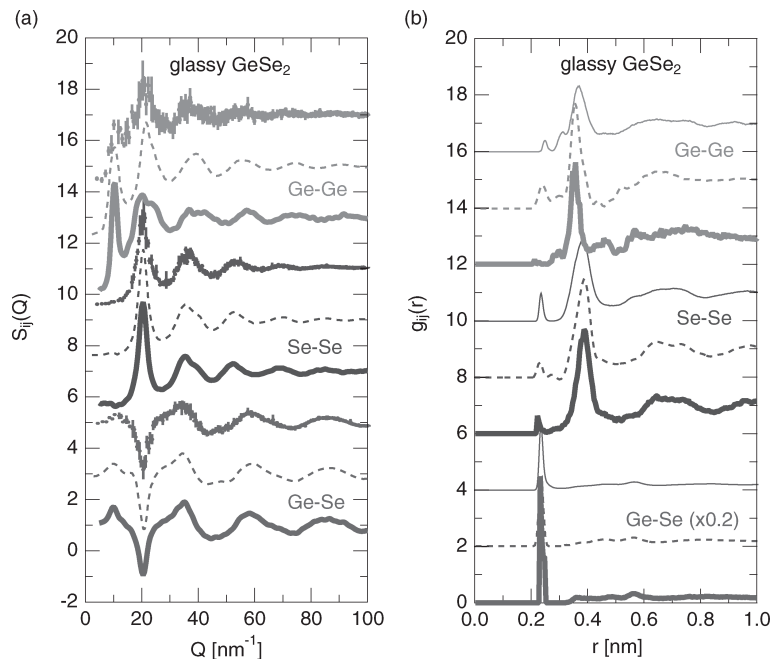 (a)
glassy GeSe₂
Ge-Ge
Se-Se
Ge-Se
20
18
16
14
12
10
8
6
4
2
0
-2
Sᵢⱼ(Q)
0
20
40
60
80
100
Q [nm⁻¹]
(b)
glassy GeSe₂
Ge-Ge
Se-Se
Ge-Se (x0.2)
20
18
16
14
12
10
8
6
4
2
0
gᵢⱼ(r)
0.0
0.2
0.4
0.6
0.8
1.0
r [nm]